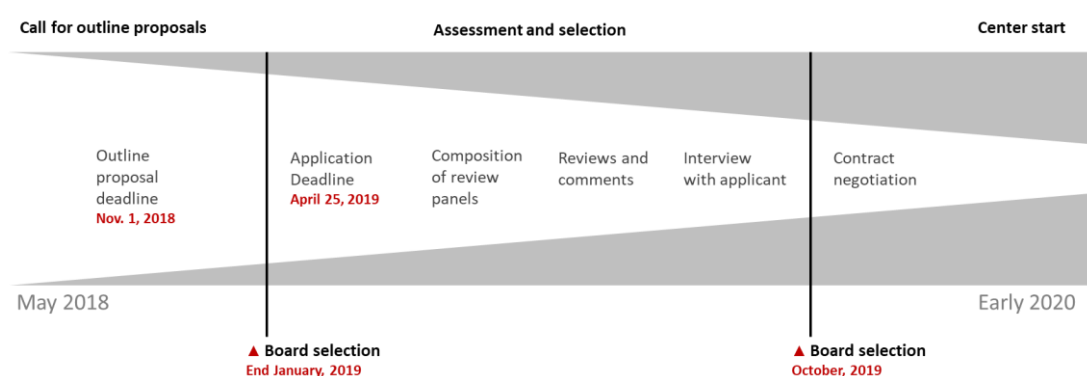 Call for outline proposals
Assessment and selection
Center start
Outline
proposal
deadline
Nov. 1, 2018
Application
Deadline
April 25, 2019
Composition
of review
panels
Reviews and
comments
Interview
with applicant
Contract
negotiation
May 2018
Early 2020
▲ Board selection
End January, 2019
▲ Board selection
October, 2019